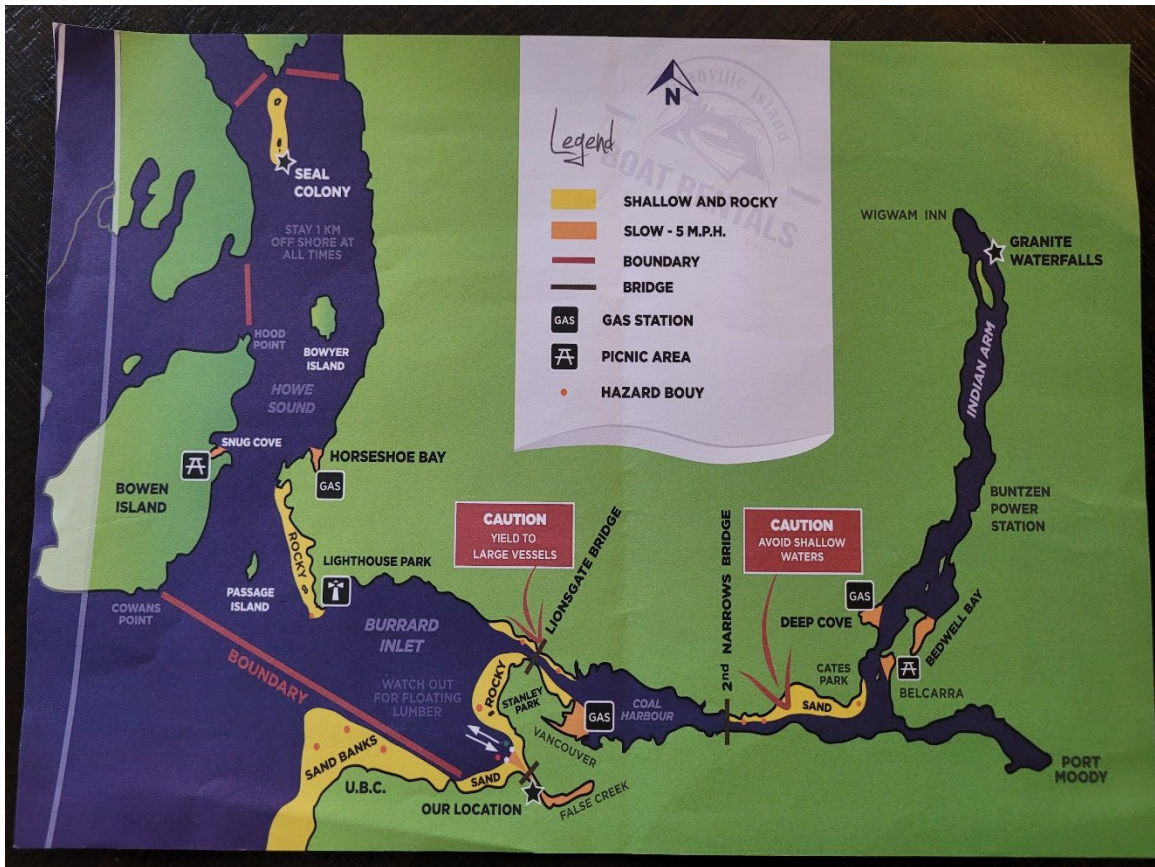 SEAL
COLONY
STAY 1 KM
OFF SHORE AT
ALL TIMES
HOOD
POINT
BOWYER
ISLAND
HOWE
SOUND
SNUG COVE
HORSESHOE BAY
GAS
BOWEN
ISLAND
ROCKY
LIGHTHOUSE PARK
PASSAGE
ISLAND
COWANS
POINT
BOUNDARY
BURRARD
INLET
WATCH OUT
FOR FLOATING
LUMBER
SAND BANKS
U.B.C.
SAND
OUR LOCATION
FALSE CREEK
ROCKY
STANLEY
PARK
VANCOUVER
GAS
COAL
HARBOUR
CAUTION
YIELD TO
LARGE VESSELS
LIONSGATE BRIDGE
2nd NARROWS BRIDGE
CAUTION
AVOID SHALLOW
WATERS
SAND
CATES
PARK
GAS
DEEP COVE
BEDWELL BAY
BELCARRA
PORT
MOODY
BUNTZEN
POWER
STATION
INDIAN ARM
WIGWAM INN
GRANITE
WATERFALLS
N
Granville Island
BOAT RENTALS
Legend
SHALLOW AND ROCKY
SLOW - 5 M.P.H.
BOUNDARY
BRIDGE
GAS
GAS STATION
PICNIC AREA
HAZARD BOUY